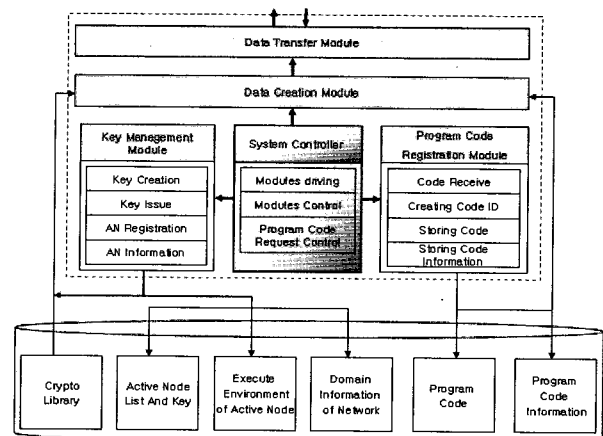 Data Transfer Module
Data Creation Module
Key Management
Module
Key Creation
Key Issue
AN Registration
AN Information
System Controller
Modules driving
Modules Control
Program Code
Request Control
Program Code
Registration Module
Code Receive
Creating Code ID
Storing Code
Storing Code
Information
Crypto
Library
Active Node
List And Key
Execute
Environment
of Active Node
Domain
Information
of Network
Program
Code
Program
Code
Information